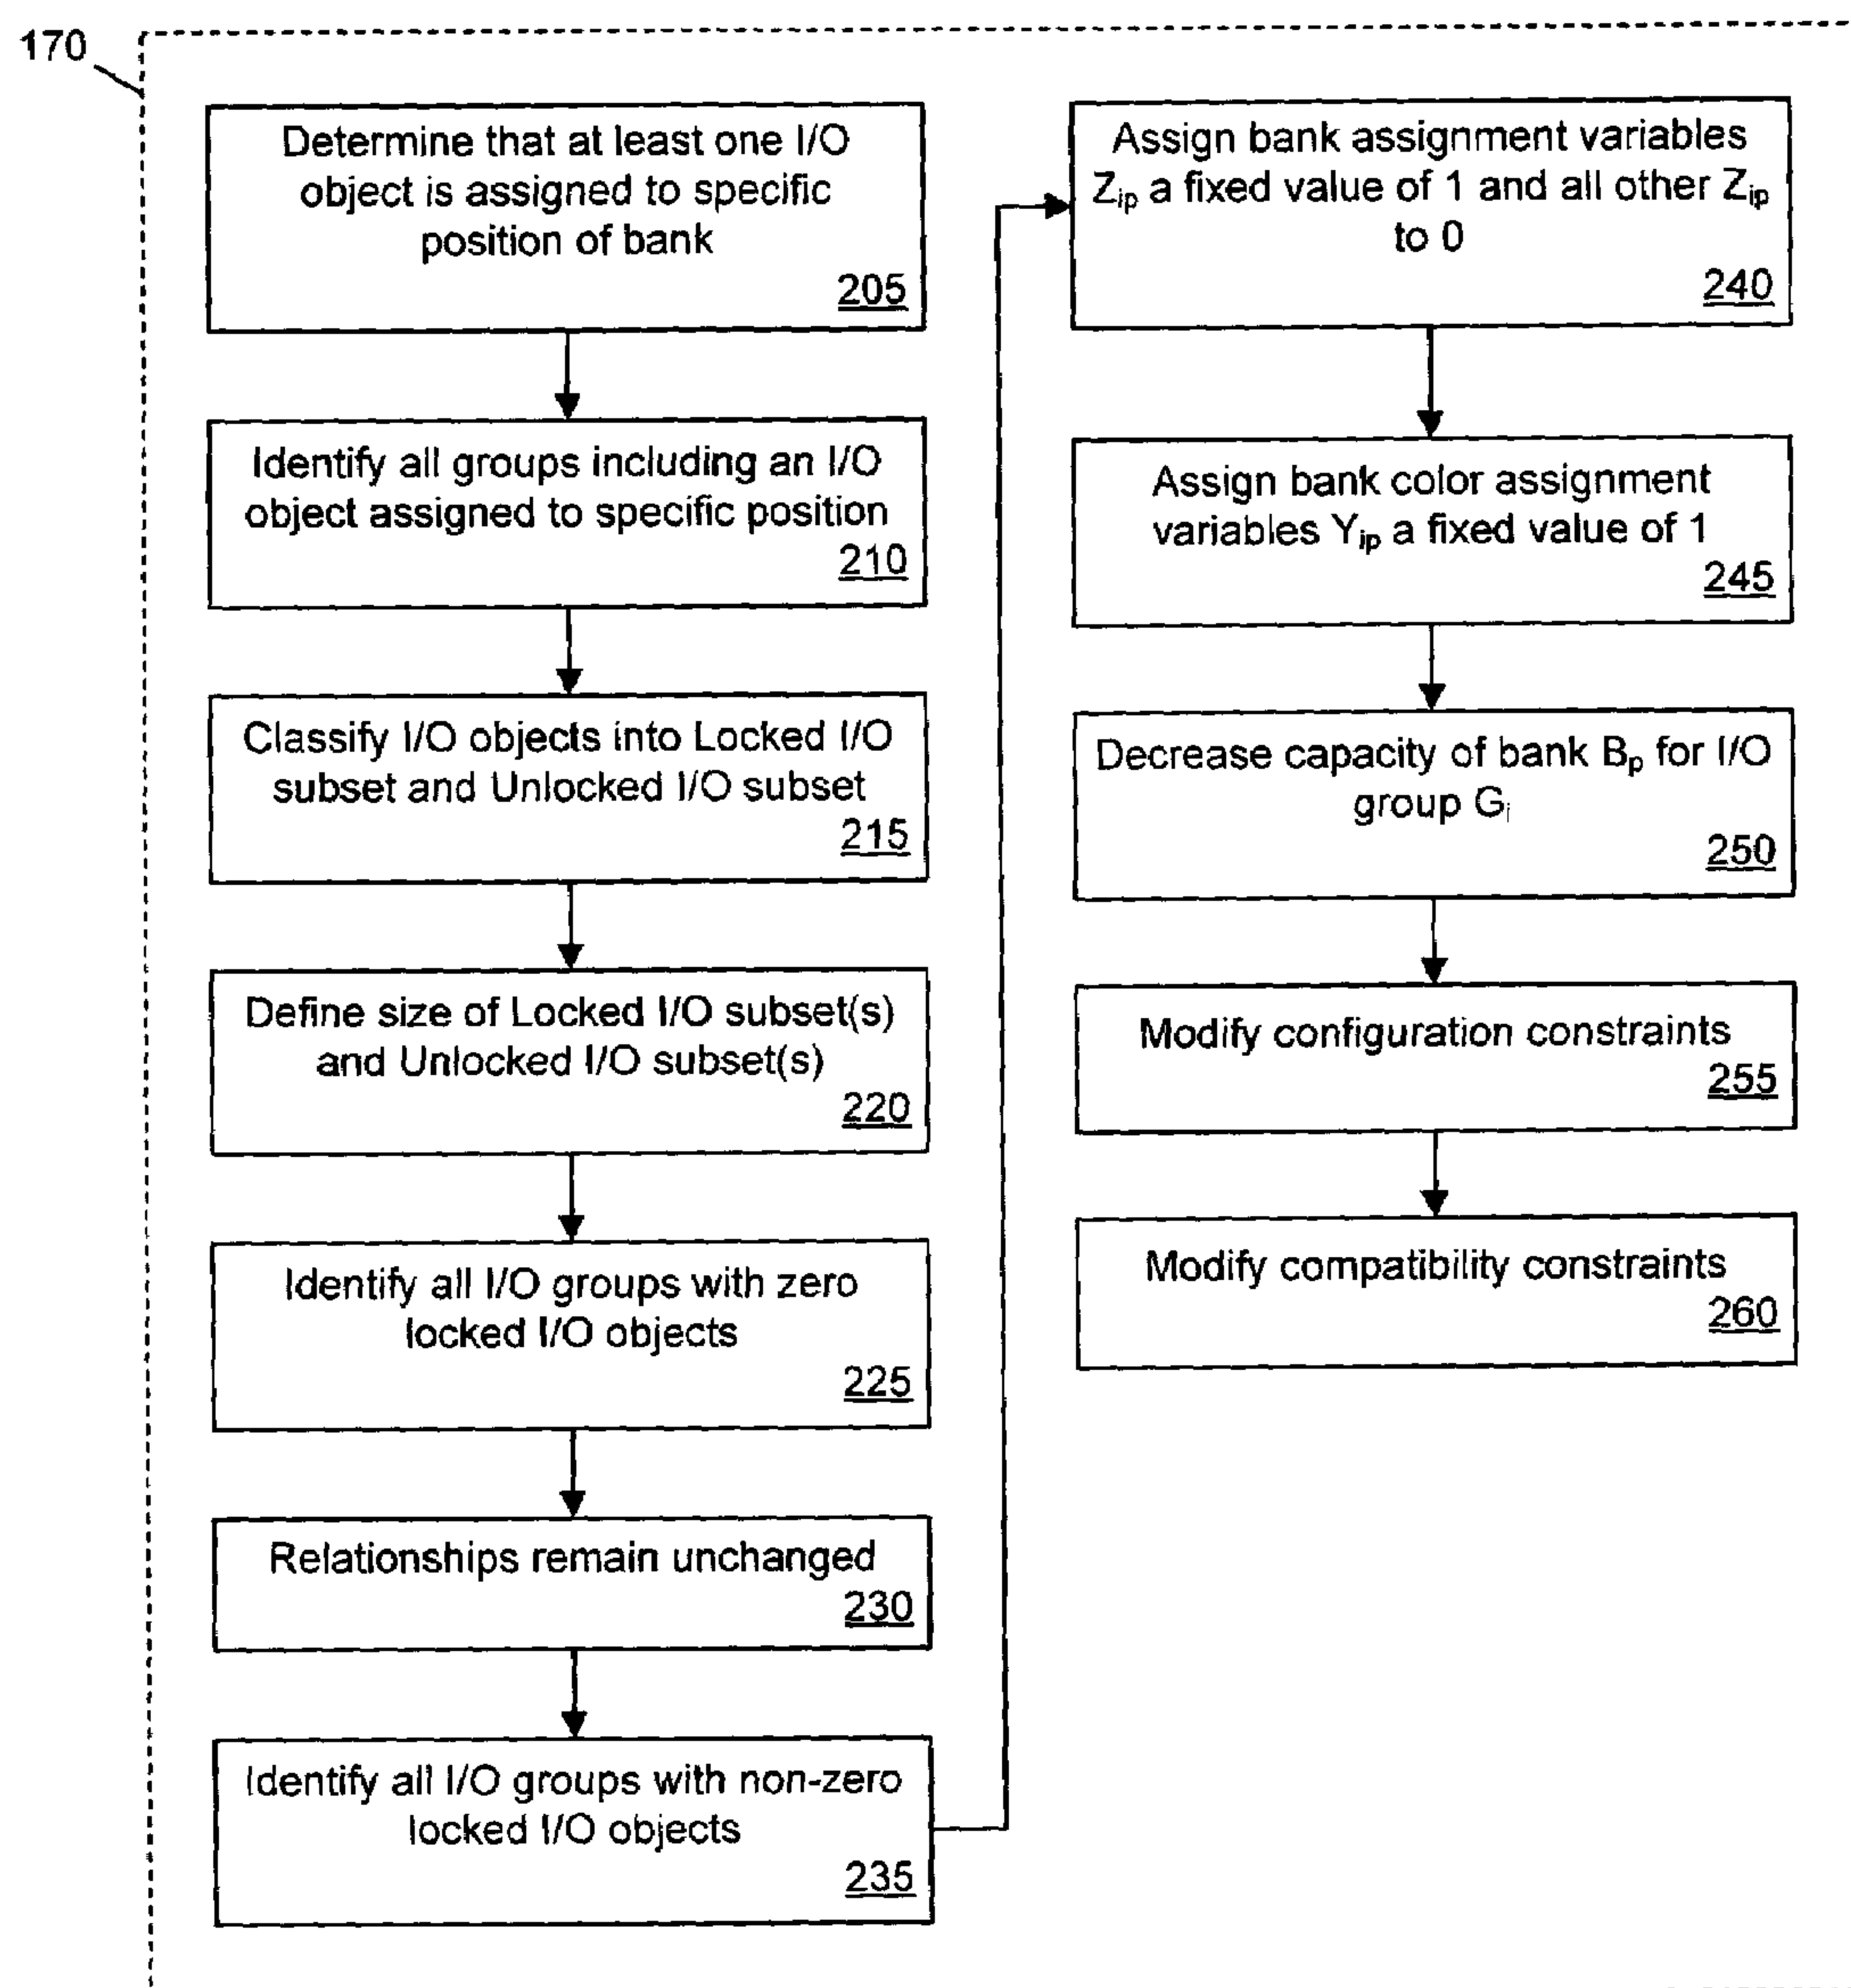 170
Determine that at least one I/O
object is assigned to specific
position of bank
205
Identify all groups including an I/O
object assigned to specific position
210
Classify I/O objects into Locked I/O
subset and Unlocked I/O subset
215
Define size of Locked I/O subset(s)
and Unlocked I/O subset(s)
220
Identify all I/O groups with zero
locked I/O objects
225
Relationships remain unchanged
230
Identify all I/O groups with non-zero
locked I/O objects
235
Assign bank assignment variables
Zip a fixed value of 1 and all other Zip
to 0
240
Assign bank color assignment
variables Yip a fixed value of 1
245
Decrease capacity of bank Bp for I/O
group Gi
250
Modify configuration constraints
255
Modify compatibility constraints
260